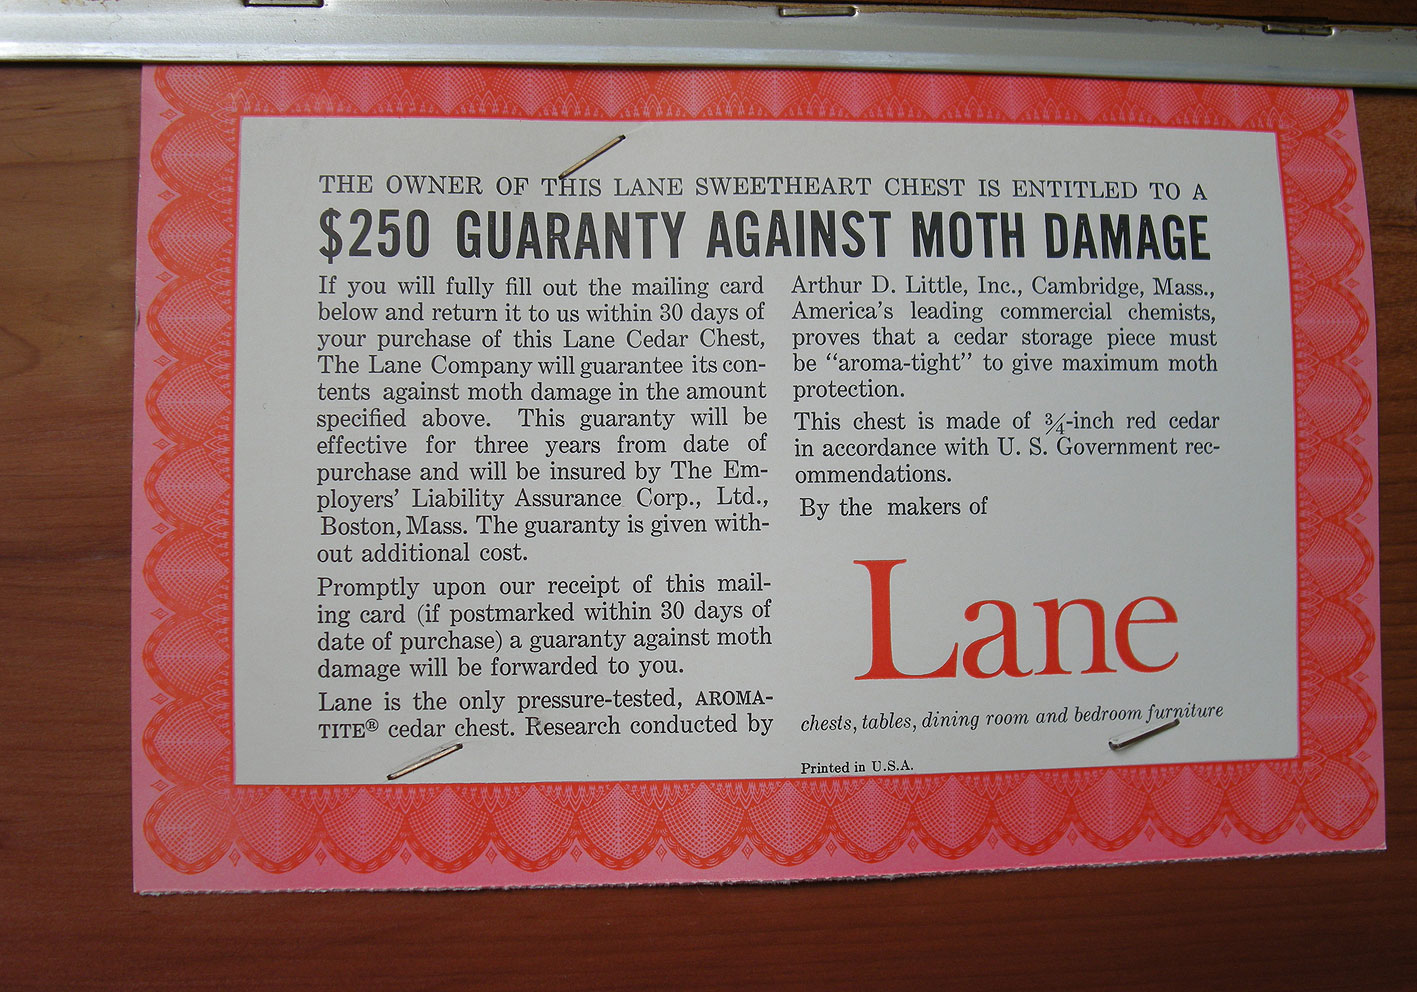 THE OWNER OF THIS LANE SWEETHEART CHEST IS ENTITLED TO A
$250 GUARANTY AGAINST MOTH DAMAGE
If you will fully fill out the mailing card
below and return it to us within 30 days of
your purchase of this Lane Cedar Chest,
The Lane Company will guarantee its con-
tents against moth damage in the amount
specified above. This guaranty will be
effective for three years from date of
purchase and will be insured by The Em-
ployers' Liability Assurance Corp., Ltd.,
Boston, Mass. The guaranty is given with-
out additional cost.
Promptly upon our receipt of this mail-
ing card (if postmarked within 30 days of
date of purchase) a guaranty against moth
damage will be forwarded to you.
Lane is the only pressure-tested, AROMA-
TITE® cedar chest. Research conducted by
Arthur D. Little, Inc., Cambridge, Mass.,
America's leading commercial chemists,
proves that a cedar storage piece must
be “aroma-tight” to give maximum moth
protection.
This chest is made of ¾-inch red cedar
in accordance with U. S. Government rec-
ommendations.
By the makers of
Lane
chests, tables, dining room and bedroom furniture
Printed in U.S.A.